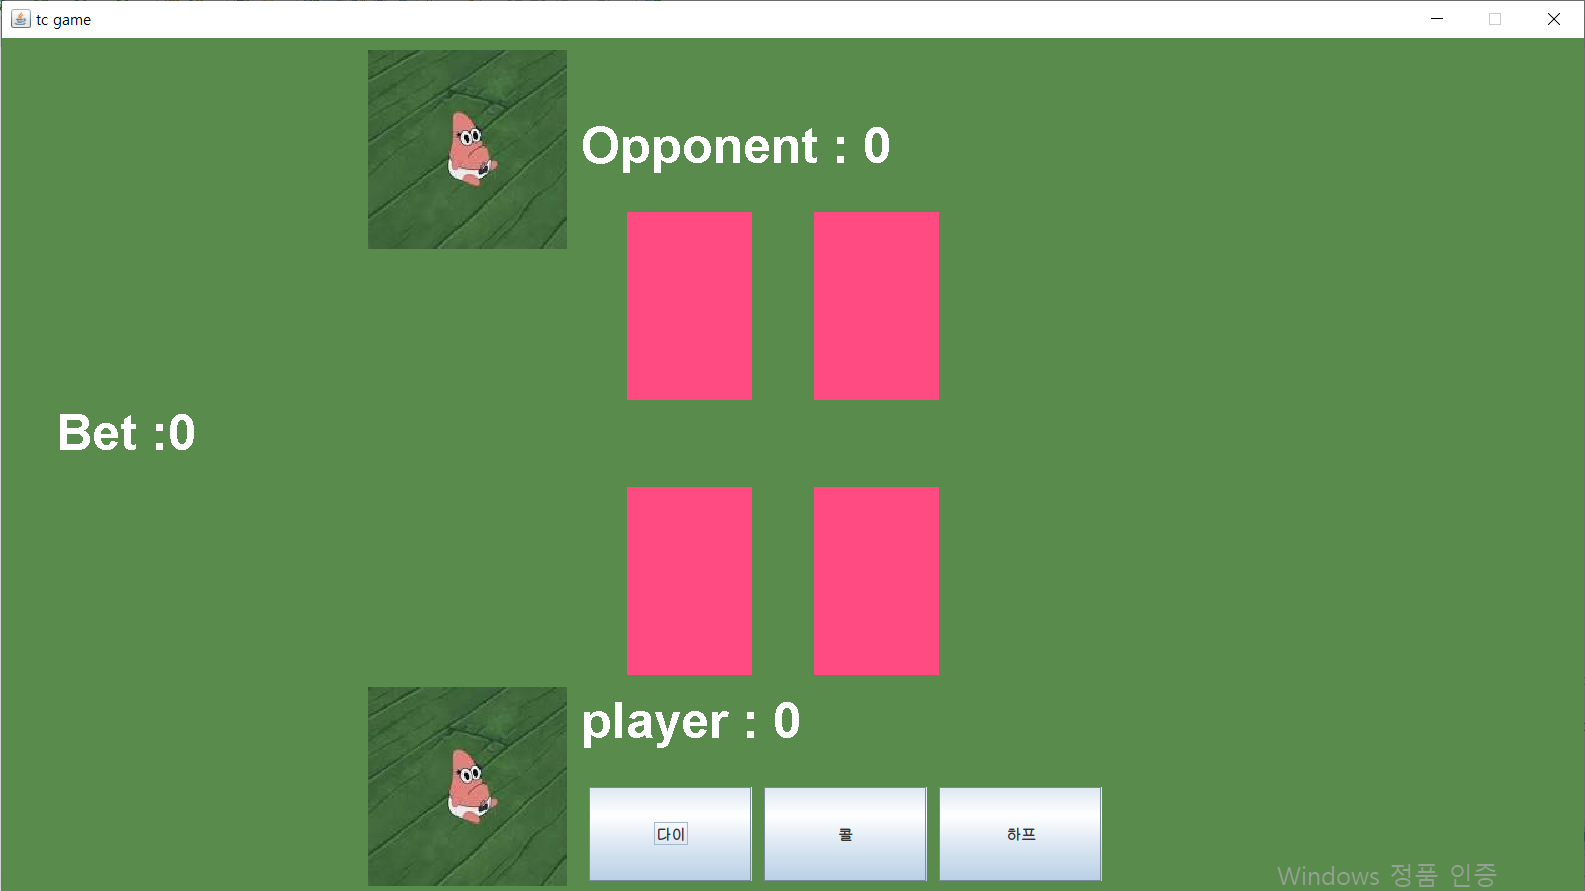 tc game
Opponent : 0
Bet :0
player : 0
다이
콜
하프
Windows 정품 인증